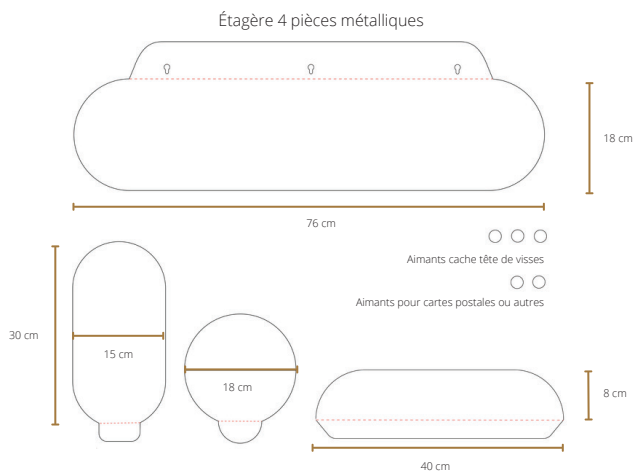 Étagère 4 pièces métalliques
18 cm
76 cm
Aimants cache tête de visses
Aimants pour cartes postales ou autres
30 cm
15 cm
18 cm
8 cm
40 cm